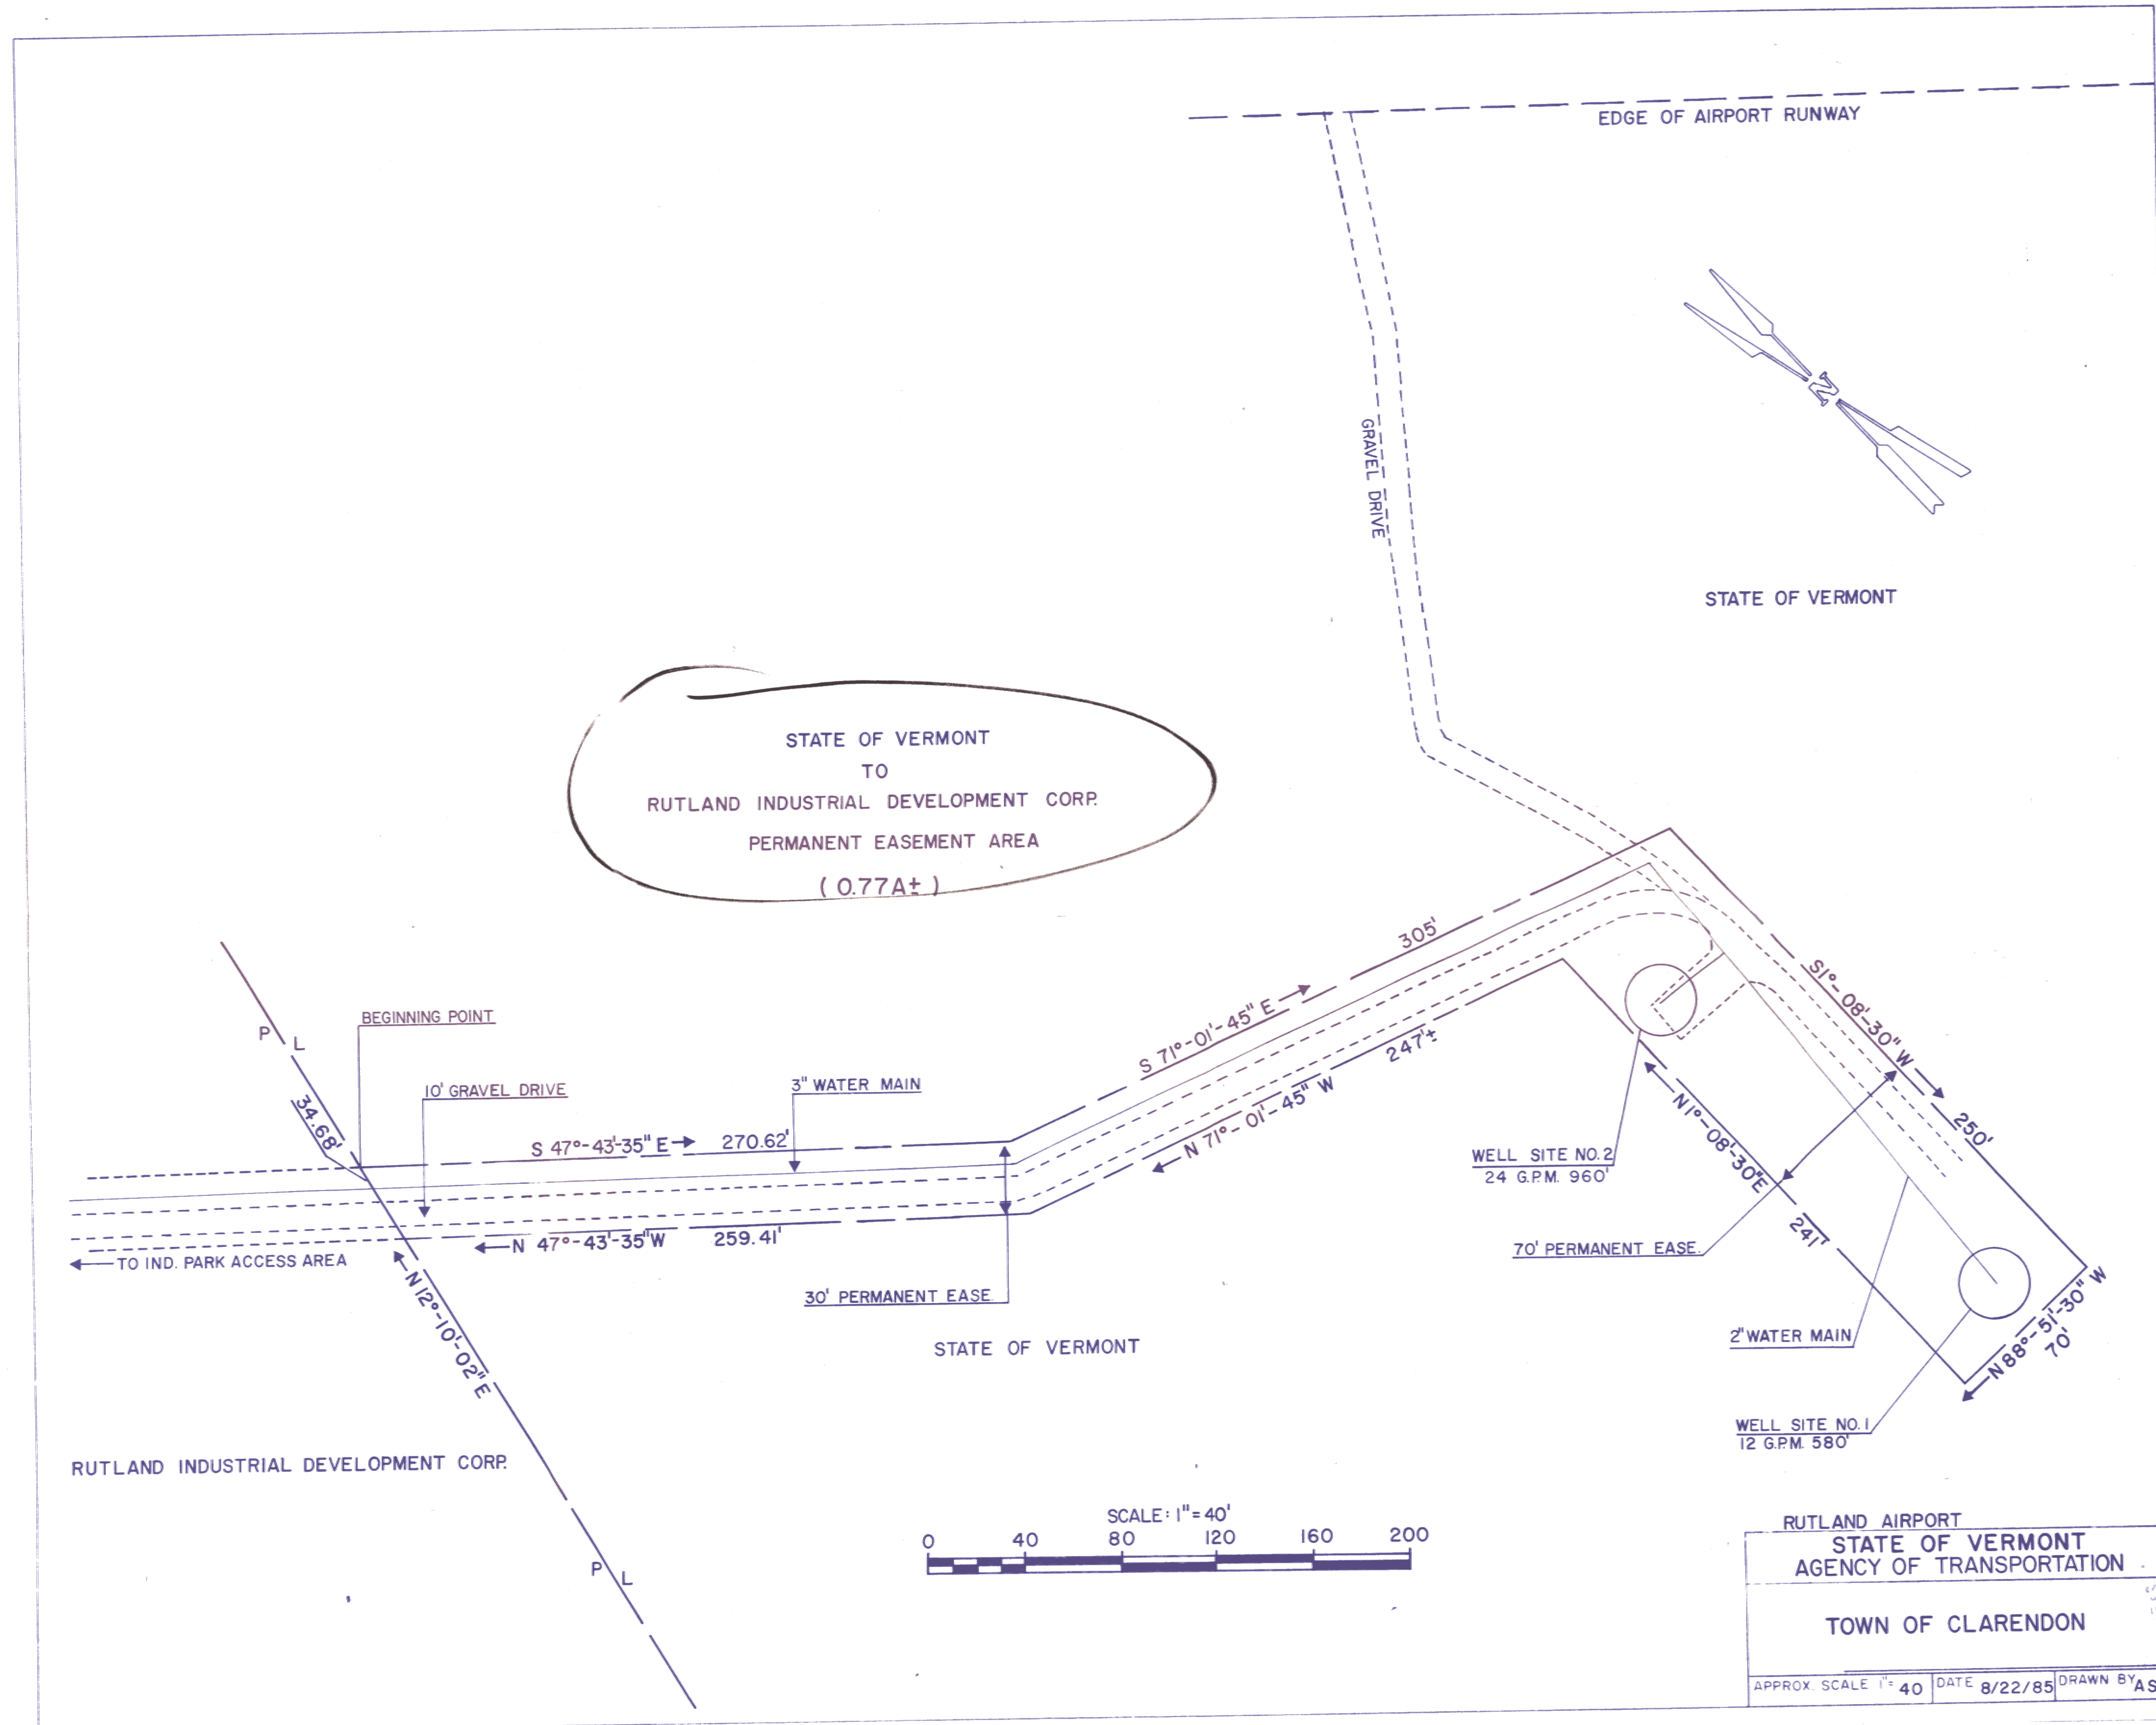 EDGE OF AIRPORT RUNWAY
N
GRAVEL DRIVE
STATE OF VERMONT
STATE OF VERMONT
TO
RUTLAND INDUSTRIAL DEVELOPMENT CORP.
PERMANENT EASEMENT AREA
( 0.77A± )
305'
S 71°-01'-45" E
247'±
N 71°-01'-45" W
S1°-08'-30" W
250'
N1°-08'-30"E
241'
P L
BEGINNING POINT
34.68'
10' GRAVEL DRIVE
3" WATER MAIN
S 47°-43'-35" E
270.62'
N 47°-43'-35"W
259.41'
TO IND. PARK ACCESS AREA
N 12°-10'-02" E
30' PERMANENT EASE.
STATE OF VERMONT
WELL SITE NO. 2
24 G.P.M. 960'
70' PERMANENT EASE.
2" WATER MAIN
N 88°-51'-30" W
70'
WELL SITE NO. 1
12 G.P.M. 580'
RUTLAND INDUSTRIAL DEVELOPMENT CORP.
P L
SCALE: 1"=40'
0 40 80 120 160 200
RUTLAND AIRPORT
STATE OF VERMONT
AGENCY OF TRANSPORTATION
TOWN OF CLARENDON
APPROX. SCALE 1"= 40 DATE 8/22/85 DRAWN BY AS